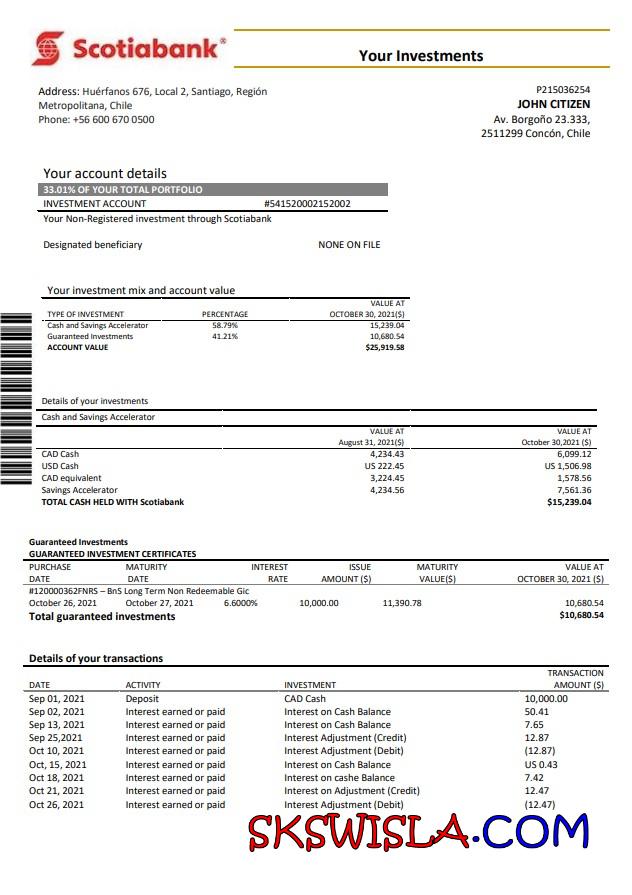 Scotiabank®
Your Investments
Address: Huérfanos 676, Local 2, Santiago, Región
Metropolitana, Chile
Phone: +56 600 670 0500
P215036254
JOHN CITIZEN
Av. Borgoño 23.333,
2511299 Concón, Chile
Your account details
33.01% OF YOUR TOTAL PORTFOLIO
INVESTMENT ACCOUNT #541520002152002
Your Non-Registered investment through Scotiabank
Designated beneficiary NONE ON FILE
Your investment mix and account value
VALUE AT
TYPE OF INVESTMENT PERCENTAGE OCTOBER 30, 2021($)
Cash and Savings Accelerator 58.79% 15,239.04
Guaranteed Investments 41.21% 10,680.54
ACCOUNT VALUE $25,919.58
Details of your investments
Cash and Savings Accelerator
VALUE AT VALUE AT
August 31, 2021($) October 30,2021 ($)
CAD Cash 4,234.43 6,099.12
USD Cash US 222.45 US 1,506.98
CAD equivalent 3,224.45 1,578.56
Savings Accelerator 4,234.56 7,561.36
TOTAL CASH HELD WITH Scotiabank $15,239.04
Guaranteed Investments
GUARANTEED INVESTMENT CERTIFICATES
PURCHASE MATURITY INTEREST ISSUE MATURITY VALUE AT
DATE DATE RATE AMOUNT ($) VALUE($) OCTOBER 30, 2021 ($)
#120000362FNRS – BnS Long Term Non Redeemable Gic
October 26, 2021 October 27, 2021 6.6000% 10,000.00 11,390.78 10,680.54
Total guaranteed investments $10,680.54
Details of your transactions
TRANSACTION
DATE ACTIVITY INVESTMENT AMOUNT ($)
Sep 01, 2021 Deposit CAD Cash 10,000.00
Sep 02, 2021 Interest earned or paid Interest on Cash Balance 50.41
Sep 13, 2021 Interest earned or paid Interest on Cash Balance 7.65
Sep 25,2021 Interest earned or paid Interest Adjustment (Credit) 12.87
Oct 10, 2021 Interest earned or paid Interest Adjustment (Debit) (12.87)
Oct, 15, 2021 Interest earned or paid Interest on Cash Balance US 0.43
Oct 18, 2021 Interest earned or paid Interest on cashe Balance 7.42
Oct 21, 2021 Interest earned or paid Interest on Adjustment (Credit) 12.47
Oct 26, 2021 Interest earned or paid Interest Adjustment (Debit) (12.47)
SKSWISLA.COM